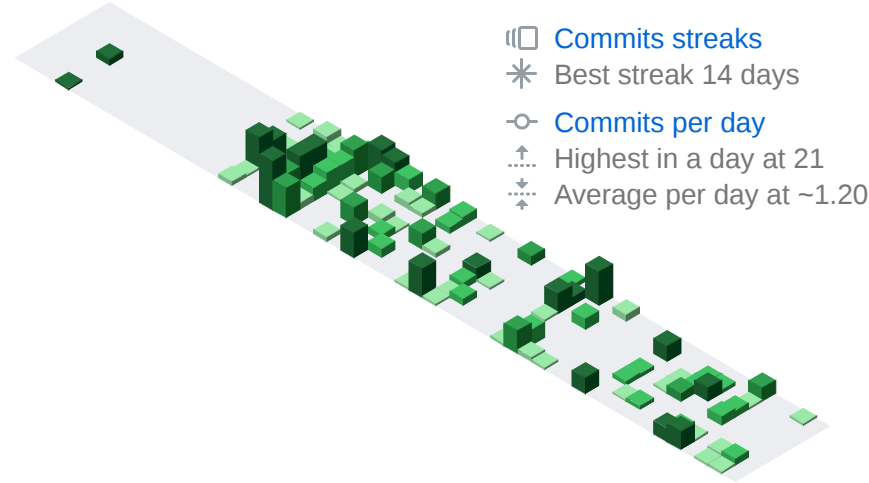 Commits streaks
Best streak 14 days
Commits per day
Highest in a day at 21
Average per day at ~1.20